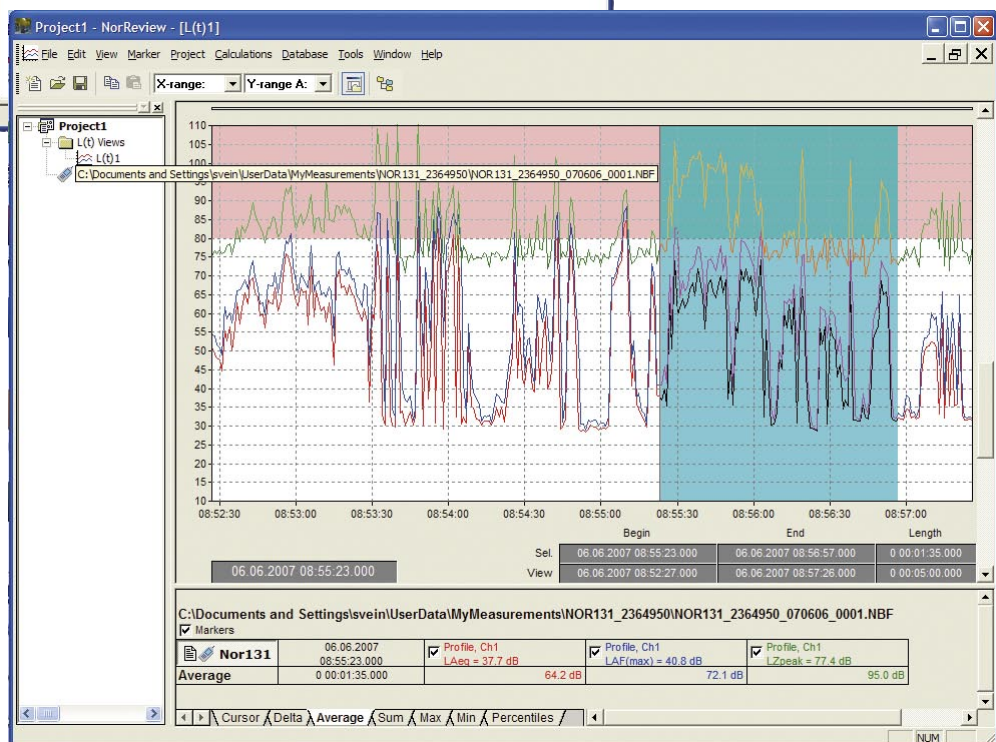 Project1 - NorReview - [L(t)1]
File Edit View Marker Project Calculations Database Tools Window Help
X-range: Y-range A:
Project1
L(t) Views
L(t)1
C:\Documents and Settings\svein\UserData\MyMeasurements\NOR131_2364950\NOR131_2364950_070606_0001.NBF
110
105
100
90
85
80
75
70
65
60
55
50
45
40
35
30
25
20
15
10
08:52:30 08:53:00 08:53:30 08:54:00 08:54:30 08:55:00 08:55:30 08:56:00 08:56:30 08:57:00
Begin End Length
Sel. 06.06.2007 08:55:23.000 06.06.2007 08:56:57.000 0 00:01:35.000
06.06.2007 08:55:23.000 View 06.06.2007 08:52:27.000 06.06.2007 08:57:26.000 0 00:05:00.000
C:\Documents and Settings\svein\UserData\MyMeasurements\NOR131_2364950\NOR131_2364950_070606_0001.NBF
Markers
Nor131 06.06.2007 Profile, Ch1 Profile, Ch1 Profile, Ch1
08:55:23.000 LAeq = 37.7 dB LAF(max) = 40.8 dB LZpeak = 77.4 dB
Average 0 00:01:35.000 64.2 dB 72.1 dB 95.0 dB
Cursor Delta Average Sum Max Min Percentiles
NUM